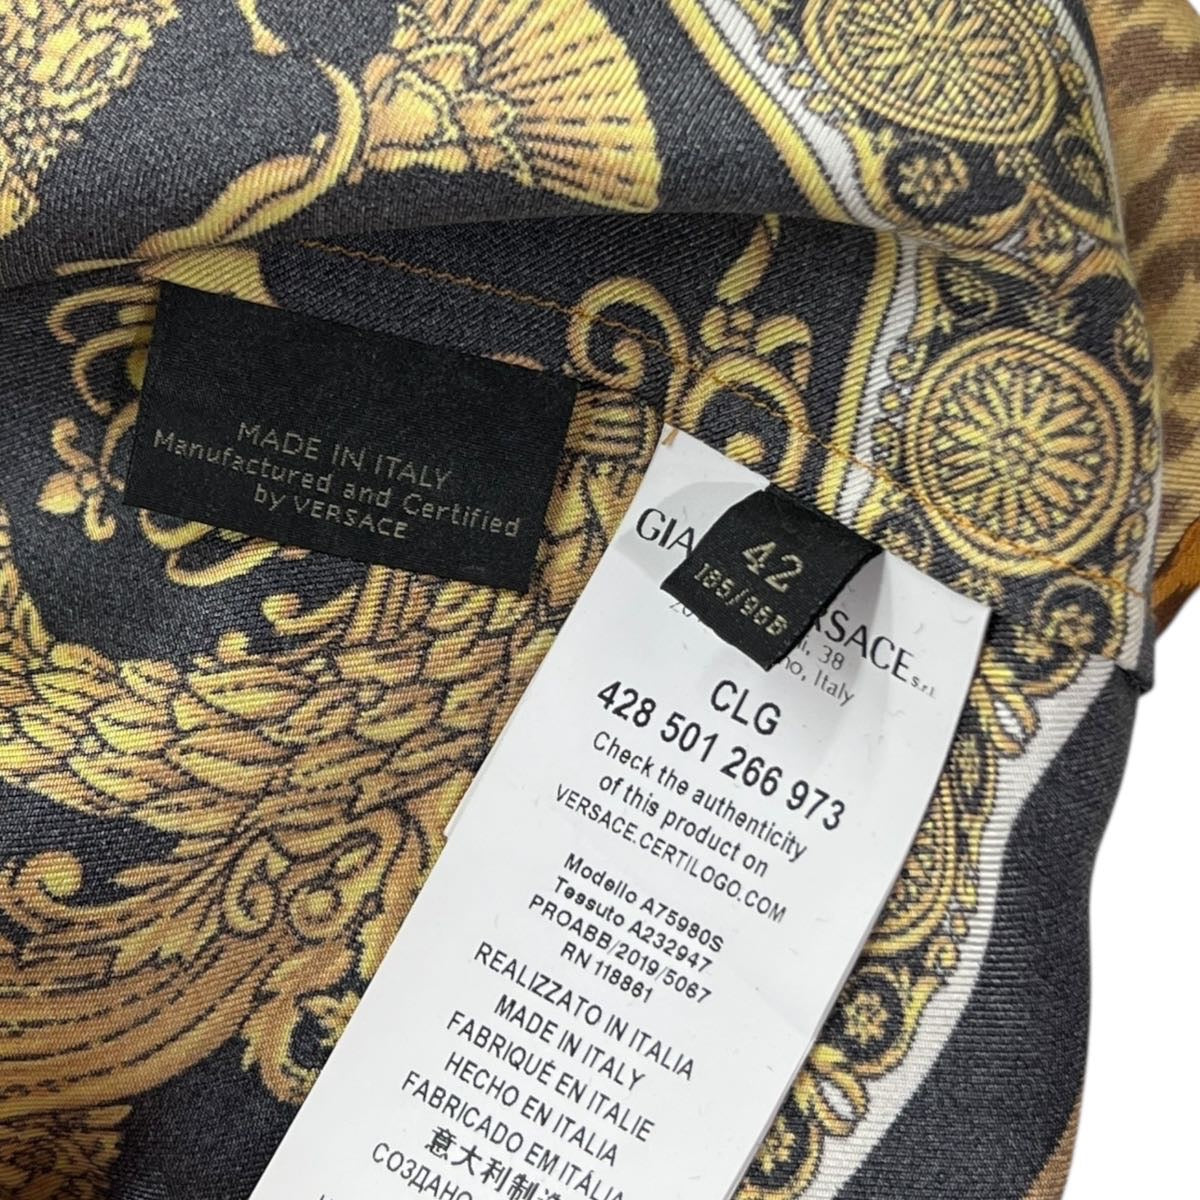 MADE IN ITALY
Manufactured and Certified
by VERSACE
42
185/96B
38
Italy
CLG
428 501 266 973
Check the authenticity
of this product on
VERSACE.CERTILOGO.COM
Modello A75980S
Tessuto A232947
PROABB/2019/5067
RN 118861
REALIZZATO IN ITALIA
MADE IN ITALY
FABRIQUÉ EN ITALIE
HECHO EN ITALIA
FABRICADO EM ITÁLIA
意大利制造
СОЗДАНО